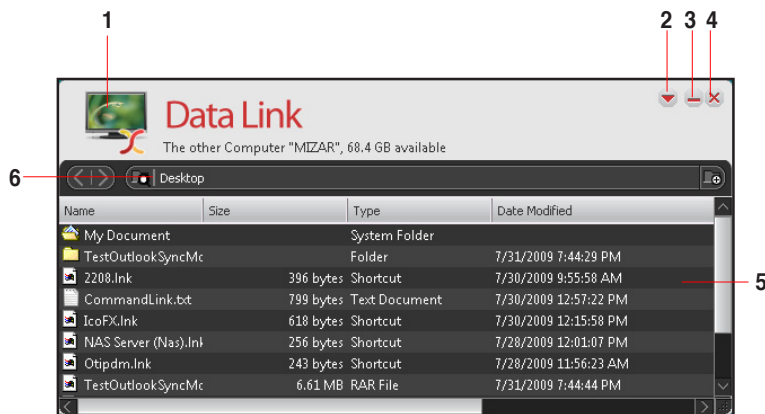 1 2 3 4
Data Link
The other Computer "MIZAR", 68.4 GB available
6
Desktop
Name Size Type Date Modified
My Document System Folder
TestOutlookSyncMc Folder 7/31/2009 7:44:29 PM
2208.lnk 396 bytes Shortcut 7/30/2009 9:55:58 AM
5
CommandLink.txt 799 bytes Text Document 7/30/2009 12:57:22 PM
IcoFX.lnk 618 bytes Shortcut 7/30/2009 12:15:58 PM
NAS Server (Nas).lnk 256 bytes Shortcut 7/28/2009 12:01:07 PM
Otipdm.lnk 243 bytes Shortcut 7/28/2009 11:56:23 AM
TestOutlookSyncMc 6.61 MB RAR File 7/31/2009 7:44:44 PM